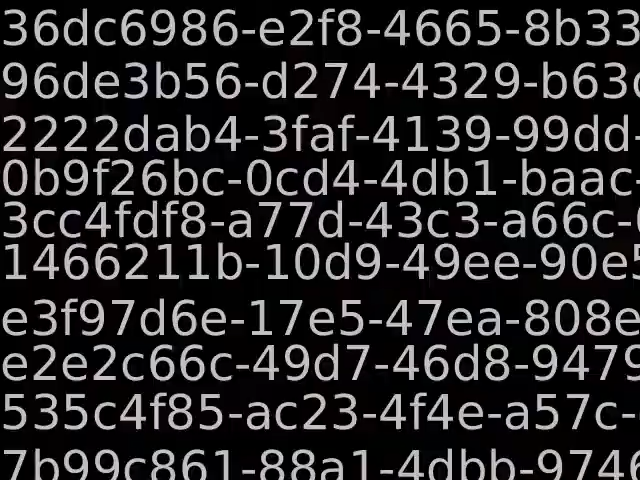 36dc6986-e2f8-4665-8b33
96de3b56-d274-4329-b63c
2222dab4-3faf-4139-99dd-
0b9f26bc-0cd4-4db1-baac-
3cc4fdf8-a77d-43c3-a66c-
1466211b-10d9-49ee-90e5
e3f97d6e-17e5-47ea-808e
e2e2c66c-49d7-46d8-9479
535c4f85-ac23-4f4e-a57c-
7b99c861-88a1-4dbb-9746